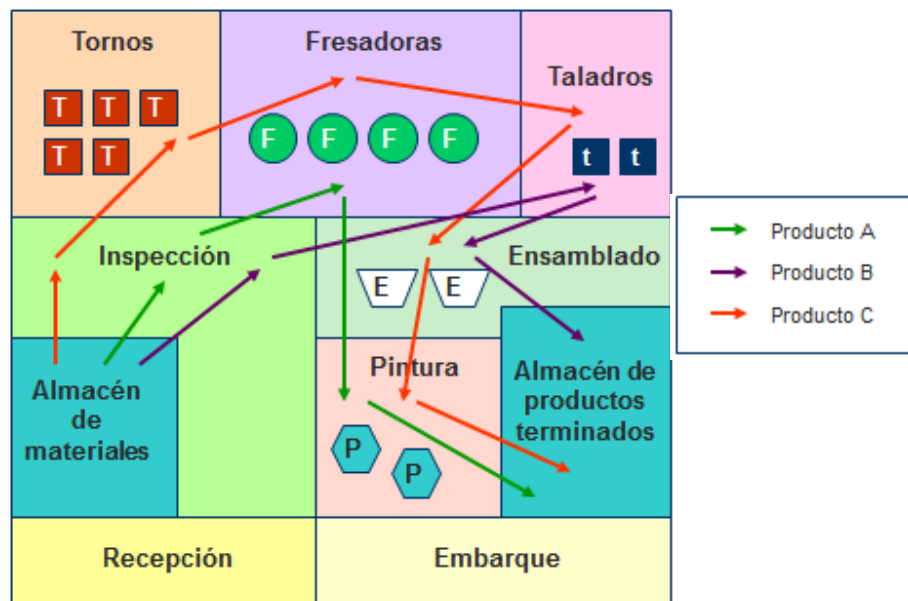 Tornos
Fresadoras
Taladros
T T T
T T
F F F F
t t
Inspección
Ensamblado
E E
Producto A
Producto B
Producto C
Almacén
de
materiales
Pintura
P
P
Almacén de
productos
terminados
Recepción
Embarque